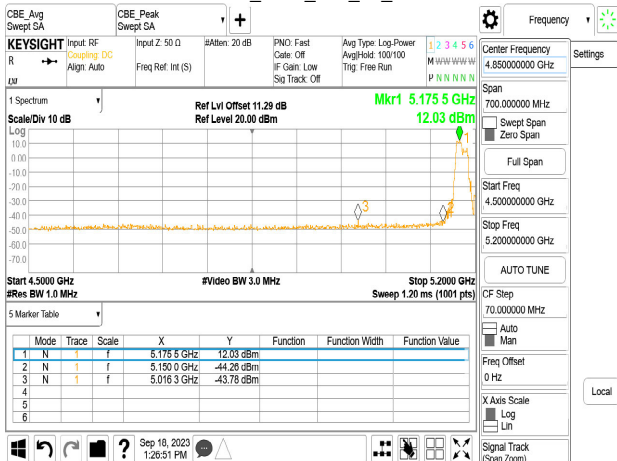 CBE_Avg
Swept SA
CBE_Peak
Swept SA
Frequency
KEYSIGHT
R
Input: RF
Coupling: DC
Align: Auto
Input Z: 50 Ω
Freq Ref: Int (S)
#Atten: 20 dB
PNO: Fast
Gate: Off
IF Gain: Low
Sig Track: Off
Avg Type: Log-Power
Avg|Hold: 100/100
Trig: Free Run
1 2 3 4 5 6
M W W W W W
P N N N N N
Center Frequency
4.850000000 GHz
Settings
Span
700.000000 MHz
Swept Span
Zero Span
Full Span
Start Freq
4.500000000 GHz
Stop Freq
5.200000000 GHz
AUTO TUNE
CF Step
70.000000 MHz
Auto
Man
Freq Offset
0 Hz
X Axis Scale
Log
Lin
Signal Track
(Span Zoom)
Local
1 Spectrum
Scale/Div 10 dB
Ref Lvl Offset 11.29 dB
Ref Level 20.00 dBm
Mkr1 5.175 5 GHz
12.03 dBm
Log
10.0
0.00
-10.0
-20.0
-30.0
-40.0
-50.0
-60.0
-70.0
1
2
3
Start 4.5000 GHz
#Res BW 1.0 MHz
#Video BW 3.0 MHz
Stop 5.2000 GHz
Sweep 1.20 ms (1001 pts)
5 Marker Table
Mode Trace Scale X Y Function Function Width Function Value
1 N 1 f 5.175 5 GHz 12.03 dBm
2 N 1 f 5.150 0 GHz -44.26 dBm
3 N 1 f 5.016 3 GHz -43.78 dBm
4
5
6
?
Sep 18, 2023
1:26:51 PM